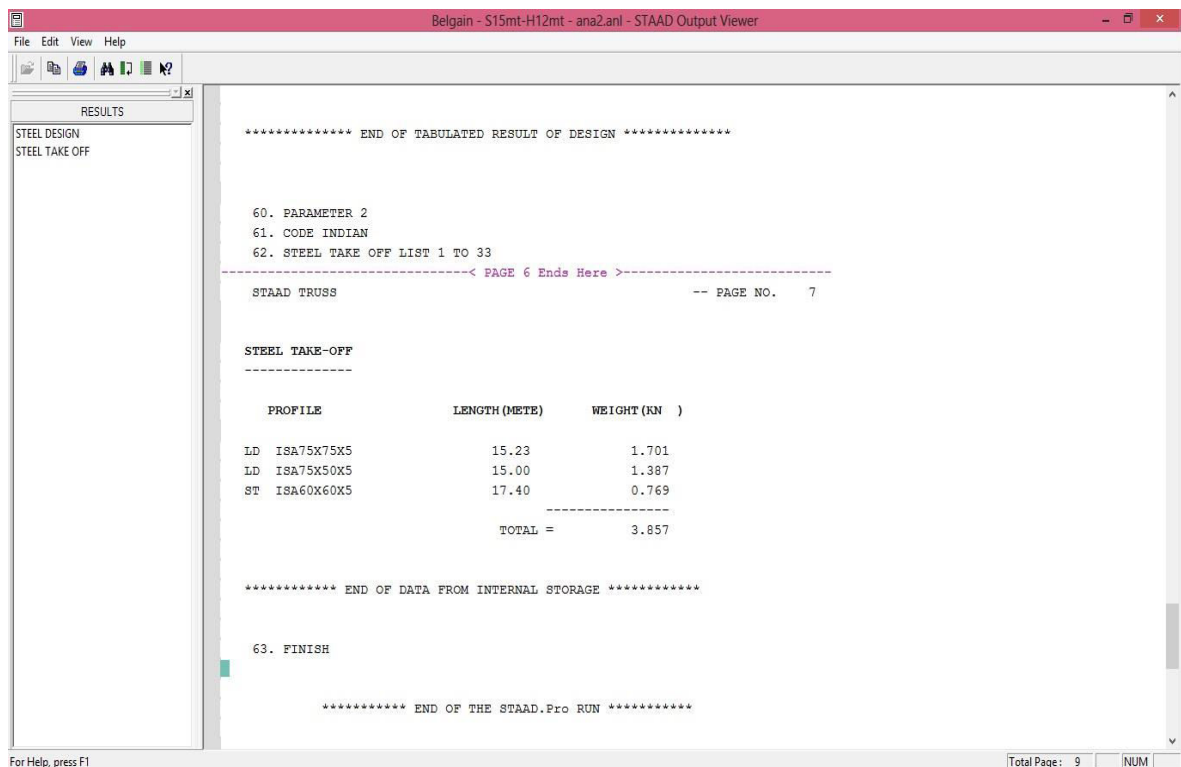 Belgain - S15mt-H12mt - ana2.anl - STAAD Output Viewer
File Edit View Help
RESULTS
STEEL DESIGN
STEEL TAKE OFF
************** END OF TABULATED RESULT OF DESIGN **************
60. PARAMETER 2
61. CODE INDIAN
62. STEEL TAKE OFF LIST 1 TO 33
< PAGE 6 Ends Here >
STAAD TRUSS -- PAGE NO. 7
STEEL TAKE-OFF
--------------
PROFILE LENGTH(METE) WEIGHT(KN )
LD ISA75X75X5 15.23 1.701
LD ISA75X50X5 15.00 1.387
ST ISA60X60X5 17.40 0.769
----------------
TOTAL = 3.857
************ END OF DATA FROM INTERNAL STORAGE ************
63. FINISH
*********** END OF THE STAAD.Pro RUN ***********
For Help, press F1 Total Page: 9 NUM